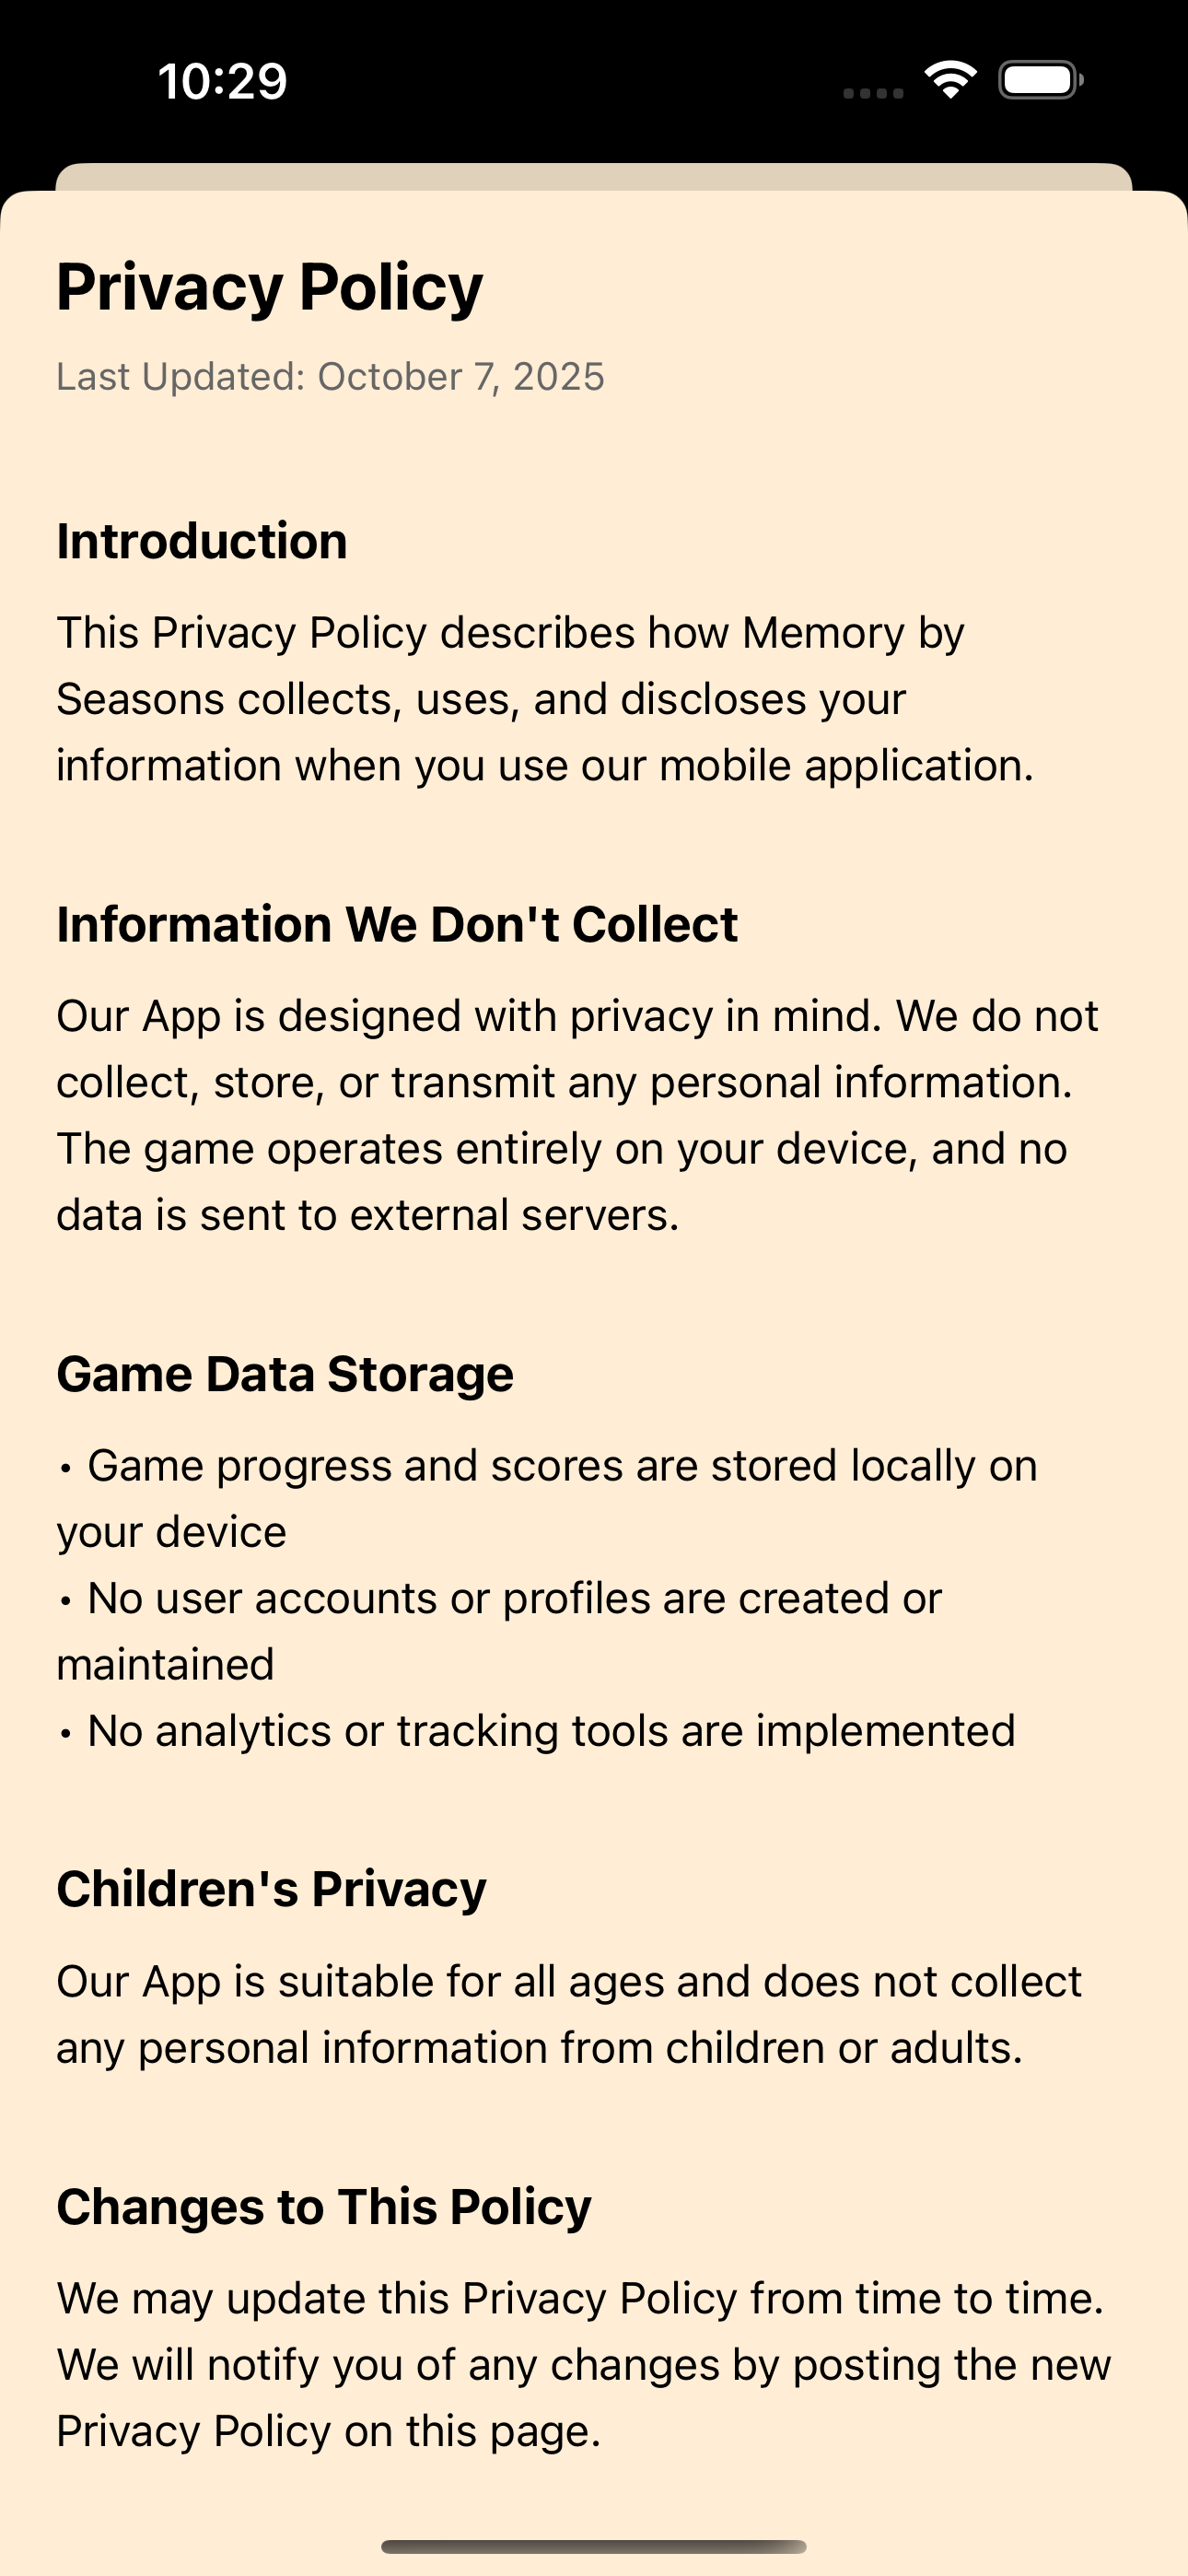 10:29
Privacy Policy
Last Updated: October 7, 2025
Introduction
This Privacy Policy describes how Memory by
Seasons collects, uses, and discloses your
information when you use our mobile application.
Information We Don't Collect
Our App is designed with privacy in mind. We do not
collect, store, or transmit any personal information.
The game operates entirely on your device, and no
data is sent to external servers.
Game Data Storage
• Game progress and scores are stored locally on
your device
• No user accounts or profiles are created or
maintained
• No analytics or tracking tools are implemented
Children's Privacy
Our App is suitable for all ages and does not collect
any personal information from children or adults.
Changes to This Policy
We may update this Privacy Policy from time to time.
We will notify you of any changes by posting the new
Privacy Policy on this page.